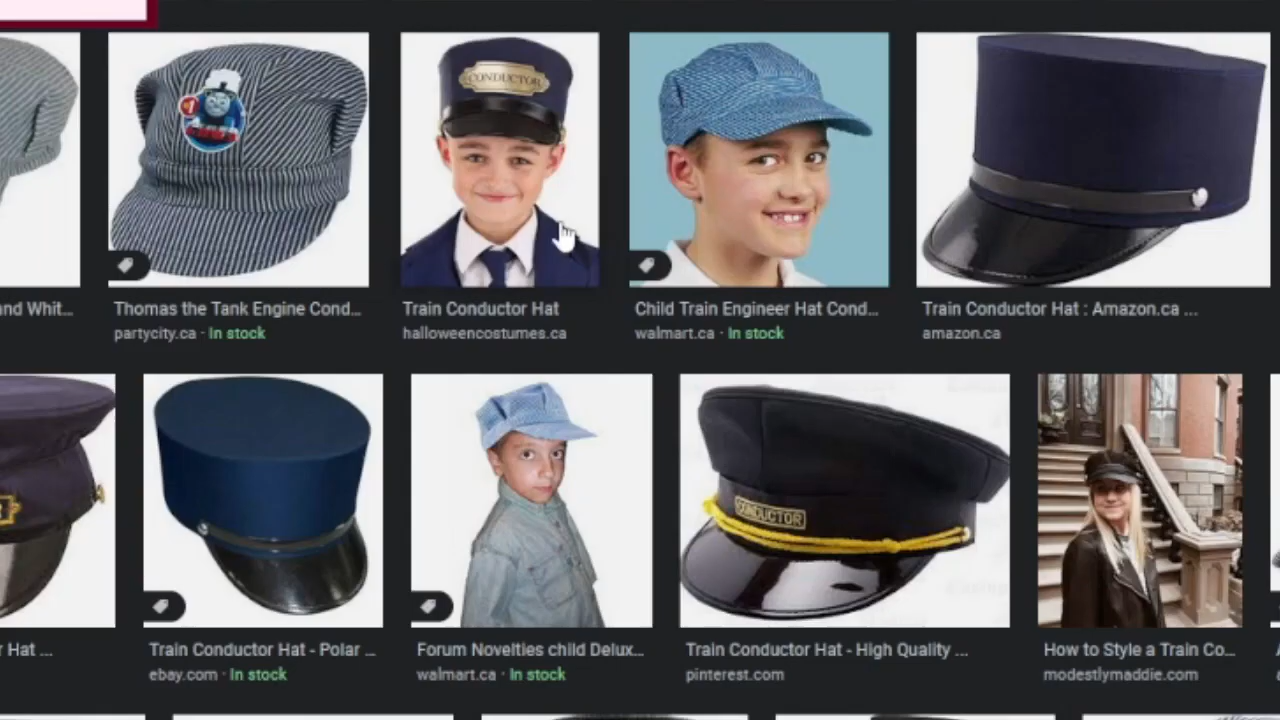 #1
CONDUCTOR
and Whit...
Thomas the Tank Engine Cond...
Train Conductor Hat
Child Train Engineer Hat Cond...
Train Conductor Hat : Amazon.ca ...
partycity.ca · In stock
halloweencostumes.ca
walmart.ca · In stock
amazon.ca
CONDUCTOR
r Hat ...
Train Conductor Hat - Polar ...
Forum Novelties child Delux...
Train Conductor Hat - High Quality ...
How to Style a Train Co...
ebay.com · In stock
walmart.ca · In stock
pinterest.com
modestlymaddie.com